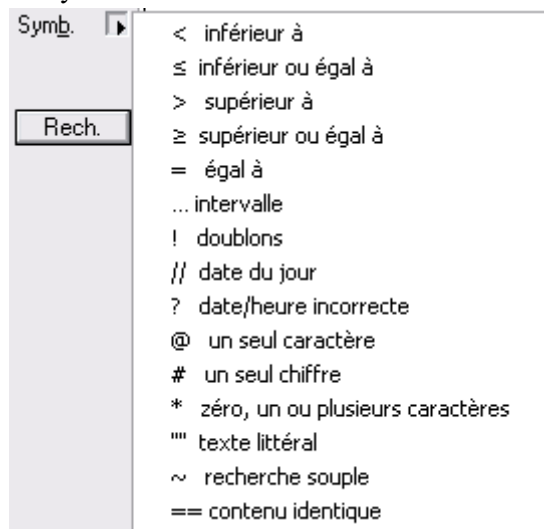 Symb.
< inférieur à
≤ inférieur ou égal à
> supérieur à
Rech.
≥ supérieur ou égal à
= égal à
... intervalle
! doublons
// date du jour
? date/heure incorrecte
@ un seul caractère
# un seul chiffre
* zéro, un ou plusieurs caractères
"" texte littéral
~ recherche souple
== contenu identique